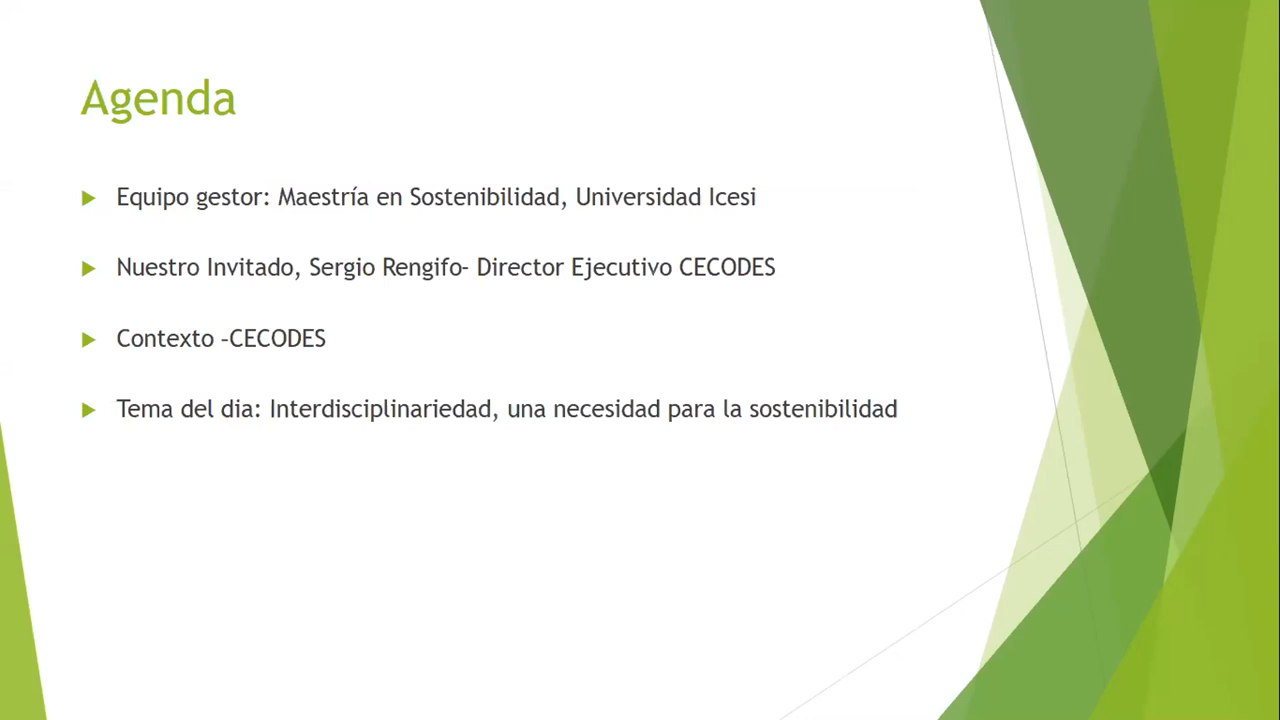 Agenda
Equipo gestor: Maestría en Sostenibilidad, Universidad Icesi
Nuestro Invitado, Sergio Rengifo- Director Ejecutivo CECODES
Contexto -CECODES
Tema del dia: Interdisciplinariedad, una necesidad para la sostenibilidad